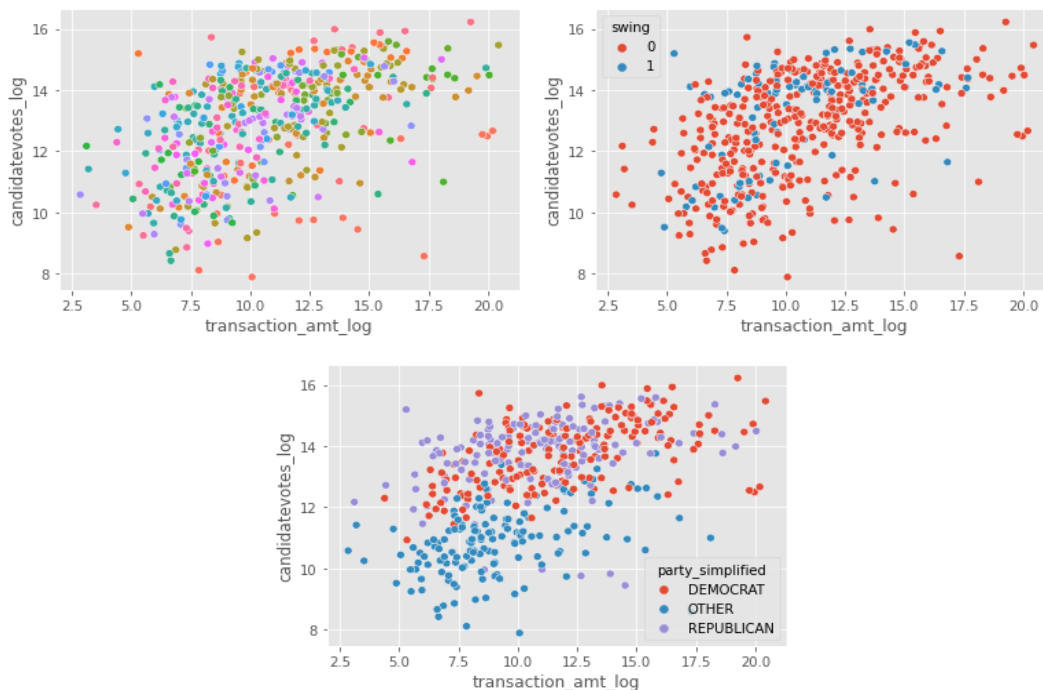 16
14
12
10
8
candidatevotes_log
2.5 5.0 7.5 10.0 12.5 15.0 17.5 20.0
transaction_amt_log
swing
0
1
16
14
12
10
8
candidatevotes_log
2.5 5.0 7.5 10.0 12.5 15.0 17.5 20.0
transaction_amt_log
16
14
12
10
8
candidatevotes_log
party_simplified
DEMOCRAT
OTHER
REPUBLICAN
2.5 5.0 7.5 10.0 12.5 15.0 17.5 20.0
transaction_amt_log